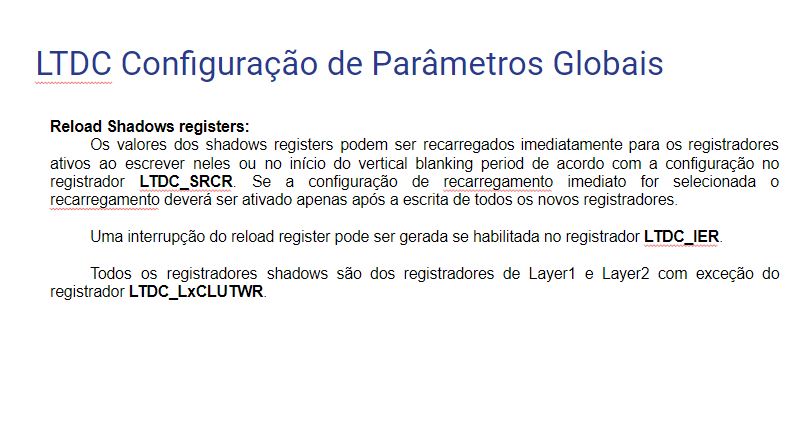 LTDC Configuração de Parâmetros Globais
Reload Shadows registers:
Os valores dos shadows registers podem ser recarregados imediatamente para os registradores
ativos ao escrever neles ou no início do vertical blanking period de acordo com a configuração no
registrador LTDC_SRCR. Se a configuração de recarregamento imediato for selecionada o
recarregamento deverá ser ativado apenas após a escrita de todos os novos registradores.
Uma interrupção do reload register pode ser gerada se habilitada no registrador LTDC_IER.
Todos os registradores shadows são dos registradores de Layer1 e Layer2 com exceção do
registrador LTDC_LxCLUTWR.